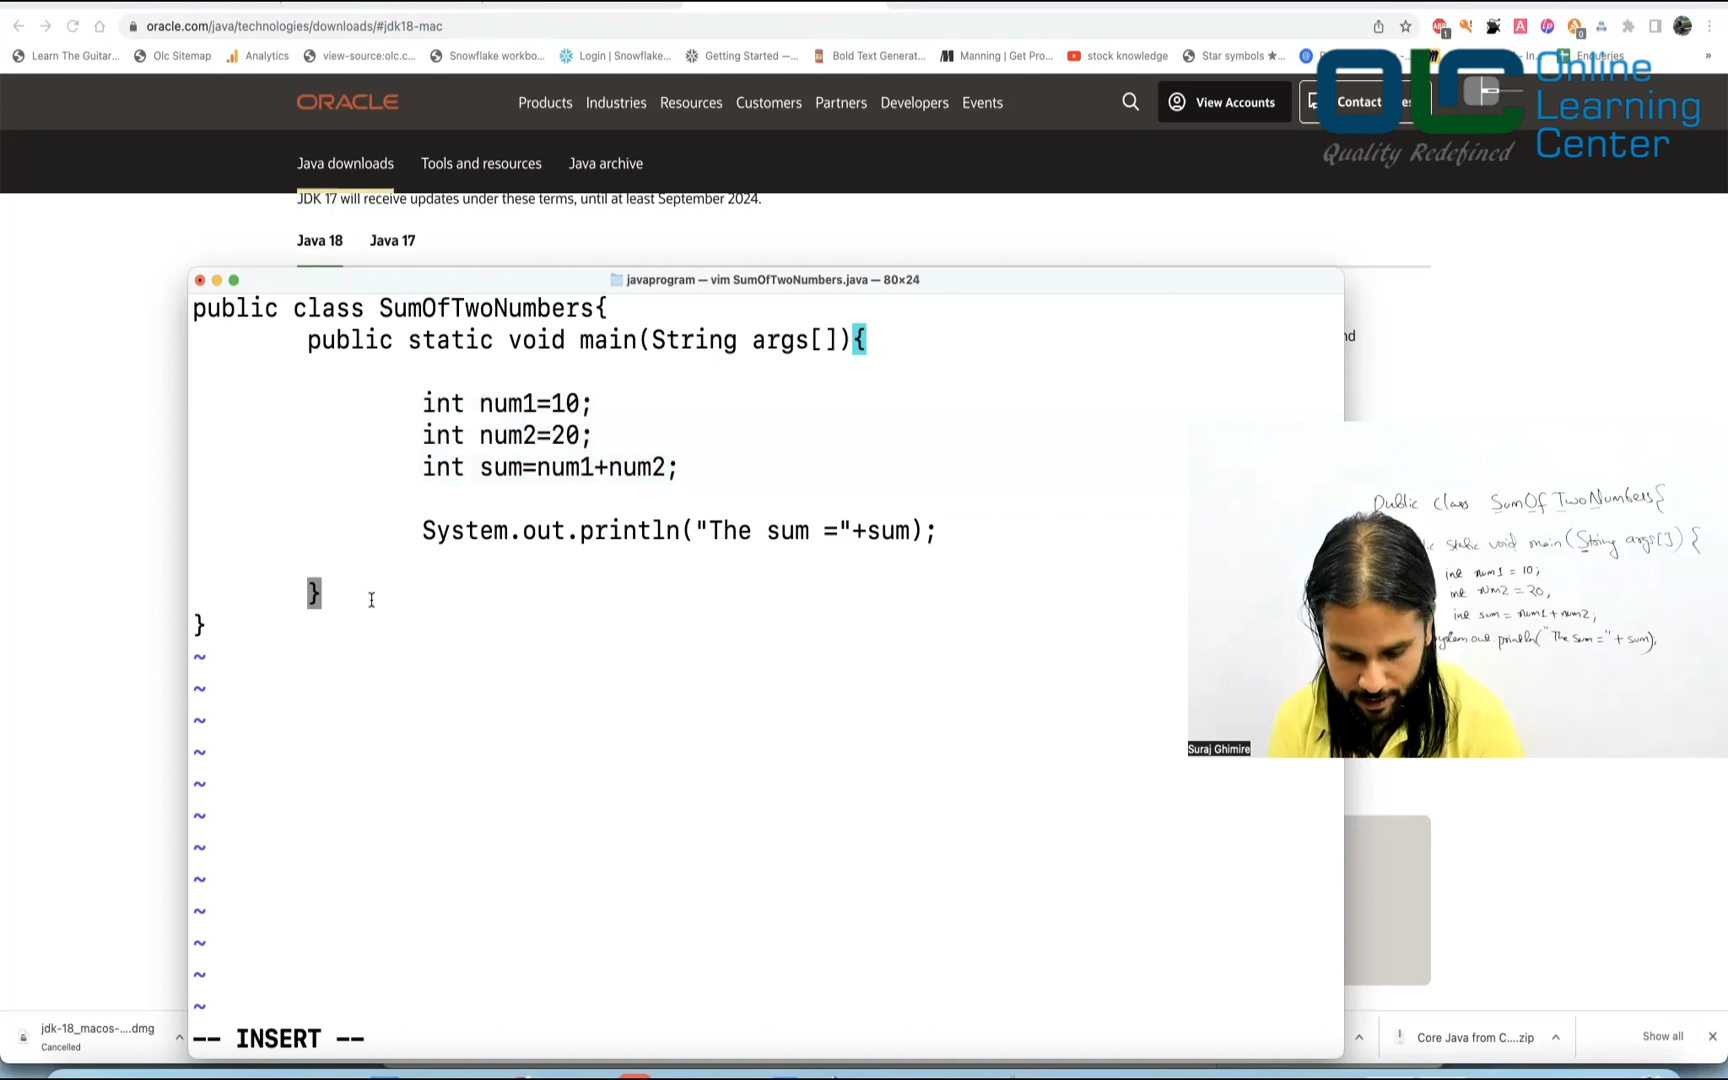 oracle.com/java/technologies/downloads/#jdk18-mac
Learn The Guitar... Olc Sitemap Analytics view-source:olc.c... Snowflake workbo... Login | Snowflake... Getting Started —... Bold Text Generat... Manning | Get Pro... stock knowledge Star symbols ★... Enqueries
ORACLE Products Industries Resources Customers Partners Developers Events View Accounts Contact
OLC Online
Learning
Center
Quality Redefined
Java downloads Tools and resources Java archive
JDK 17 will receive updates under these terms, until at least September 2024.
Java 18 Java 17
javaprogram — vim SumOfTwoNumbers.java — 80×24
public class SumOfTwoNumbers{
public static void main(String args[]){
int num1=10;
int num2=20;
int sum=num1+num2;
System.out.println("The sum ="+sum);
}
}
~
~
~
~
~
~
~
~
~
~
~
~
-- INSERT --
nd
Public class SumOfTwoNumbers{
static void main(String args[]) {
int num1 = 10;
int num2 = 20,
int sum = num1 + num2;
out println("The sum =" + sum),
Suraj Ghimire
jdk-18_macos-....dmg
Cancelled
Core Java from C....zip
Show all